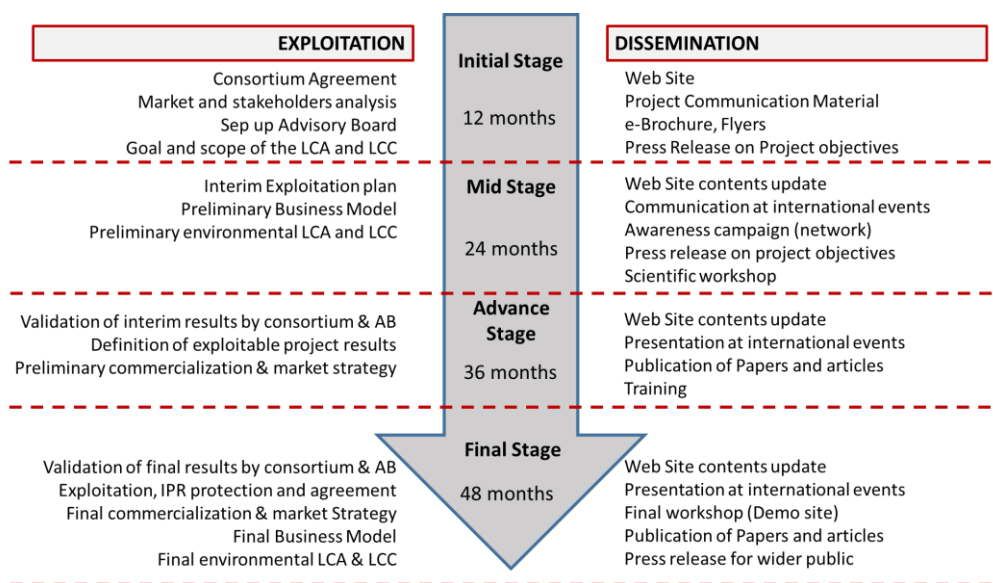 EXPLOITATION
Initial Stage
DISSEMINATION
Consortium Agreement
Market and stakeholders analysis
Sep up Advisory Board
Goal and scope of the LCA and LCC
12 months
Web Site
Project Communication Material
e-Brochure, Flyers
Press Release on Project objectives
Interim Exploitation plan
Preliminary Business Model
Preliminary environmental LCA and LCC
Mid Stage
24 months
Web Site contents update
Communication at international events
Awareness campaign (network)
Press release on project objectives
Scientific workshop
Validation of interim results by consortium & AB
Definition of exploitable project results
Preliminary commercialization & market strategy
Advance
Stage
36 months
Web Site contents update
Presentation at international events
Publication of Papers and articles
Training
Validation of final results by consortium & AB
Exploitation, IPR protection and agreement
Final commercialization & market Strategy
Final Business Model
Final environmental LCA & LCC
Final Stage
48 months
Web Site contents update
Presentation at international events
Final workshop (Demo site)
Publication of Papers and articles
Press release for wider public